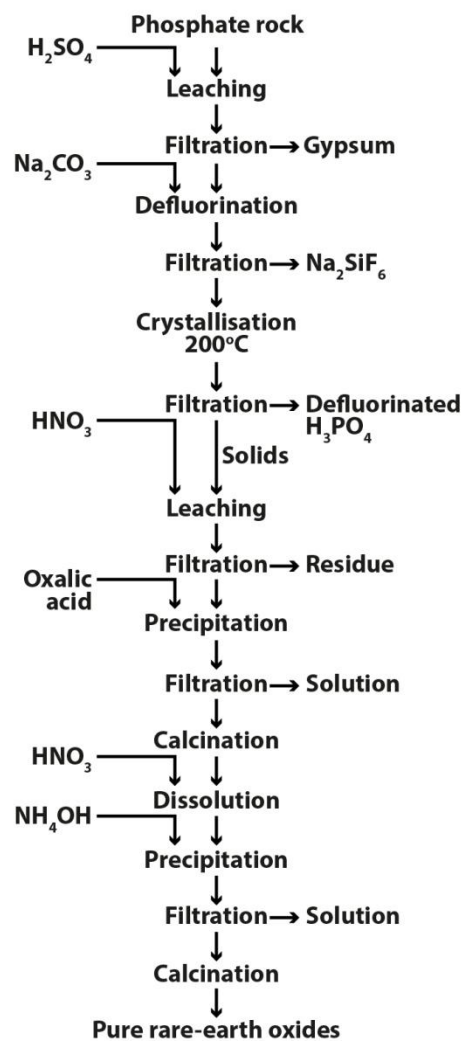 Phosphate rock
H₂SO₄
Leaching
Filtration → Gypsum
Na₂CO₃
Defluorination
Filtration → Na₂SiF₆
Crystallisation
200°C
Filtration → Defluorinated
H₃PO₄
HNO₃
Solids
Leaching
Filtration → Residue
Oxalic
acid
Precipitation
Filtration → Solution
Calcination
HNO₃
Dissolution
NH₄OH
Precipitation
Filtration → Solution
Calcination
Pure rare-earth oxides